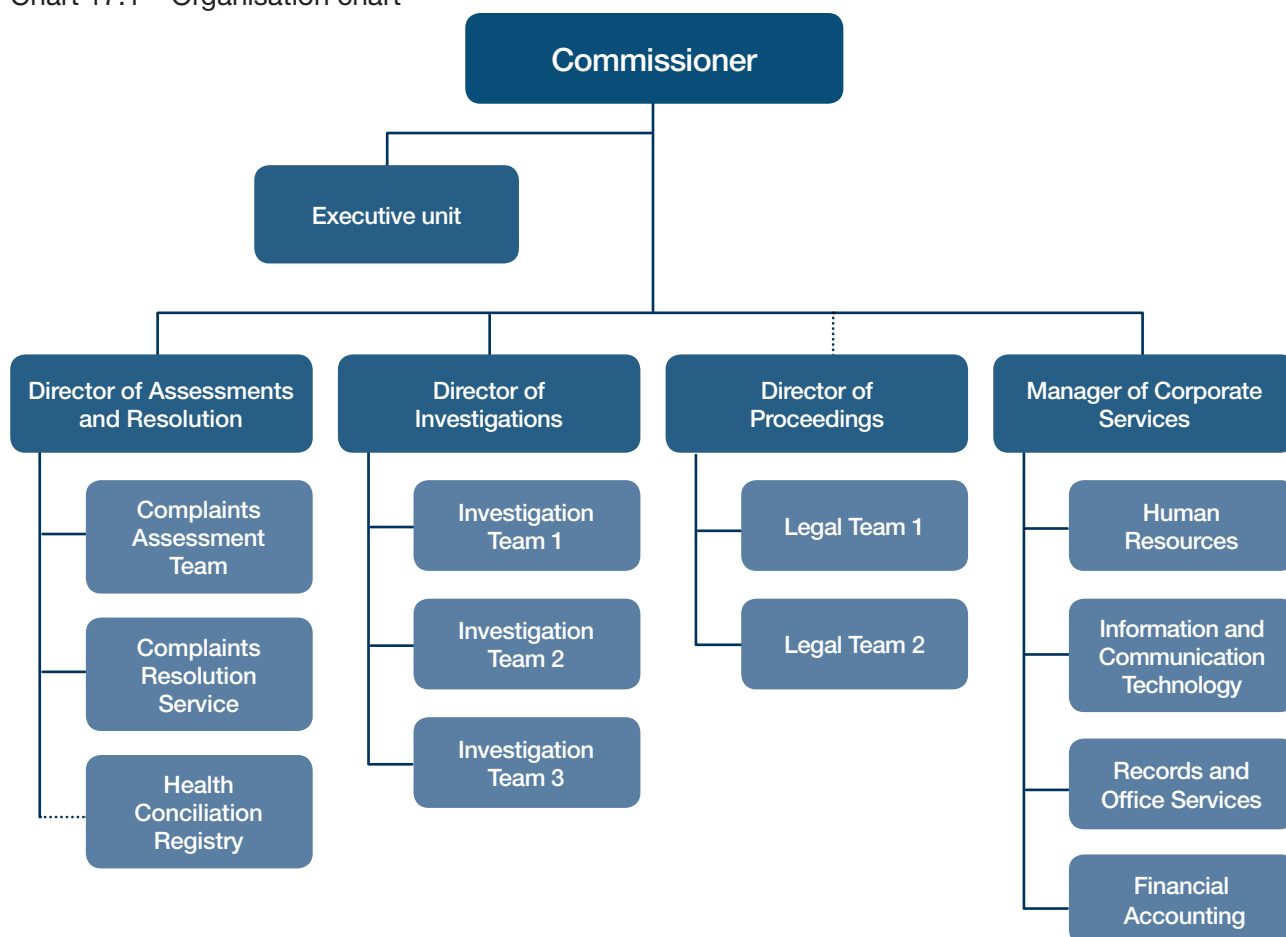 Chart 17.1 Organisation chart
Commissioner
Executive unit
Director of Assessments
and Resolution
Director of
Investigations
Director of
Proceedings
Manager of Corporate
Services
Complaints
Assessment
Team
Complaints
Resolution
Service
Health
Conciliation
Registry
Investigation
Team 1
Investigation
Team 2
Investigation
Team 3
Legal Team 1
Legal Team 2
Human
Resources
Information and
Communication
Technology
Records and
Office Services
Financial
Accounting